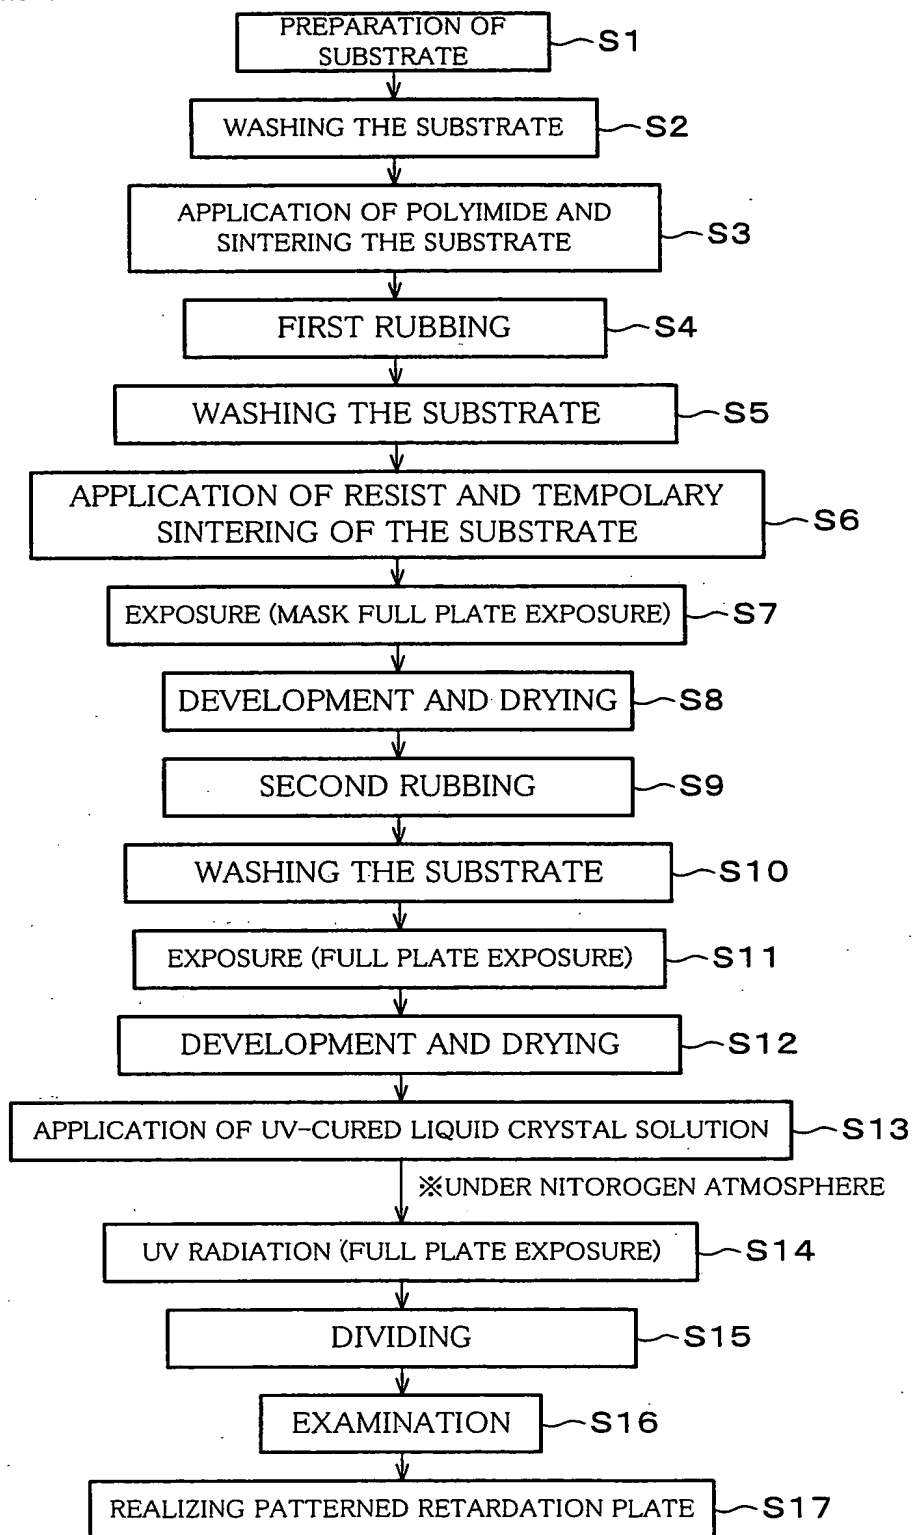 PREPARATION OF
SUBSTRATE
S1
WASHING THE SUBSTRATE
S2
APPLICATION OF POLYIMIDE AND
SINTERING THE SUBSTRATE
S3
FIRST RUBBING
S4
WASHING THE SUBSTRATE
S5
APPLICATION OF RESIST AND TEMPOLARY
SINTERING OF THE SUBSTRATE
S6
EXPOSURE (MASK FULL PLATE EXPOSURE)
S7
DEVELOPMENT AND DRYING
S8
SECOND RUBBING
S9
WASHING THE SUBSTRATE
S10
EXPOSURE (FULL PLATE EXPOSURE)
S11
DEVELOPMENT AND DRYING
S12
APPLICATION OF UV-CURED LIQUID CRYSTAL SOLUTION
S13
※UNDER NITOROGEN ATMOSPHERE
UV RADIATION (FULL PLATE EXPOSURE)
S14
DIVIDING
S15
EXAMINATION
S16
REALIZING PATTERNED RETARDATION PLATE
S17